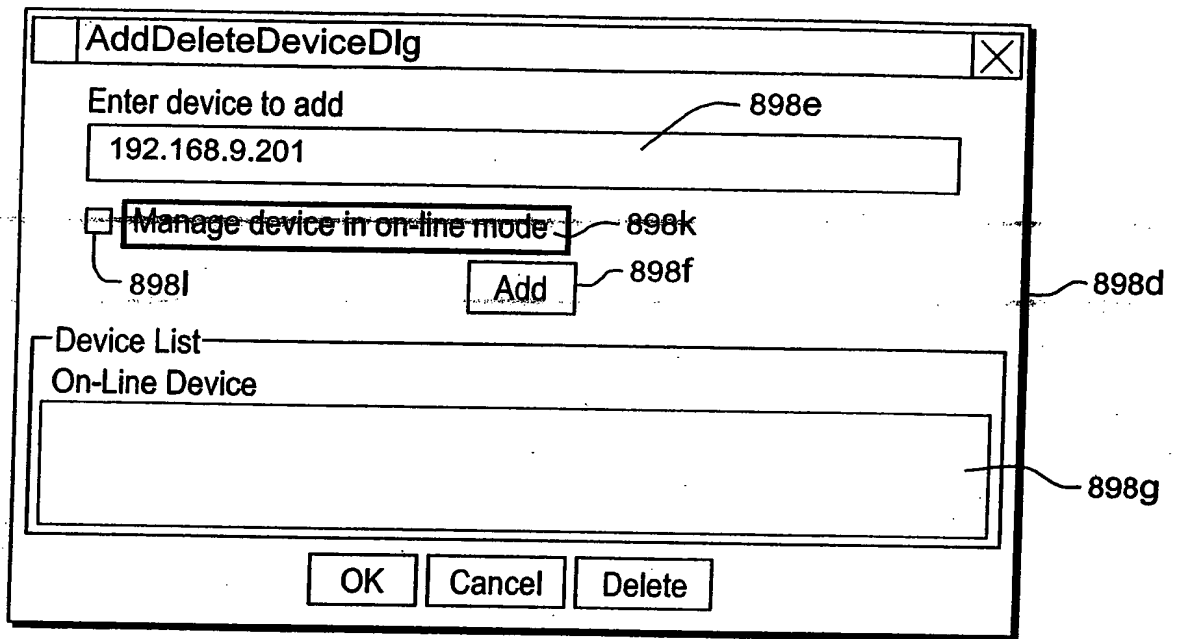 AddDeleteDeviceDlg
Enter device to add
898e
192.168.9.201
Manage device in on-line mode
898k
898l
Add
898f
898d
Device List
On-Line Device
898g
OK
Cancel
Delete